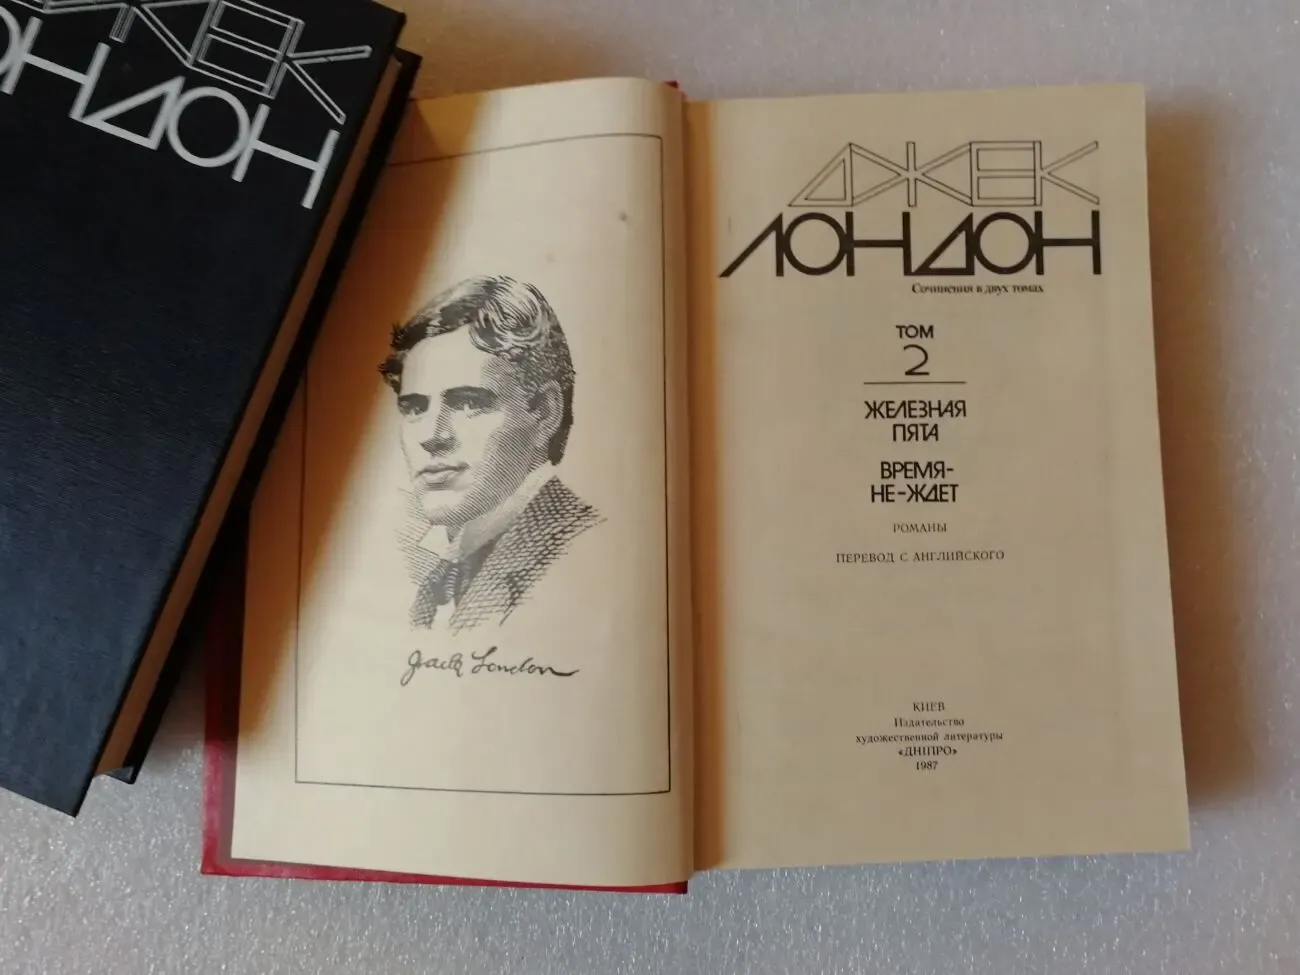 ДЖЕК
ЛОНДОН
Jack London
ДЖЕК
ЛОНДОН
Сочинения в двух томах
ТОМ
2
ЖЕЛЕЗНАЯ
ПЯТА
ВРЕМЯ-
НЕ-ЖДЕТ
РОМАНЫ
ПЕРЕВОД С АНГЛИЙСКОГО
КИЕВ
Издательство
художественной литературы
«ДНІПРО»
1987